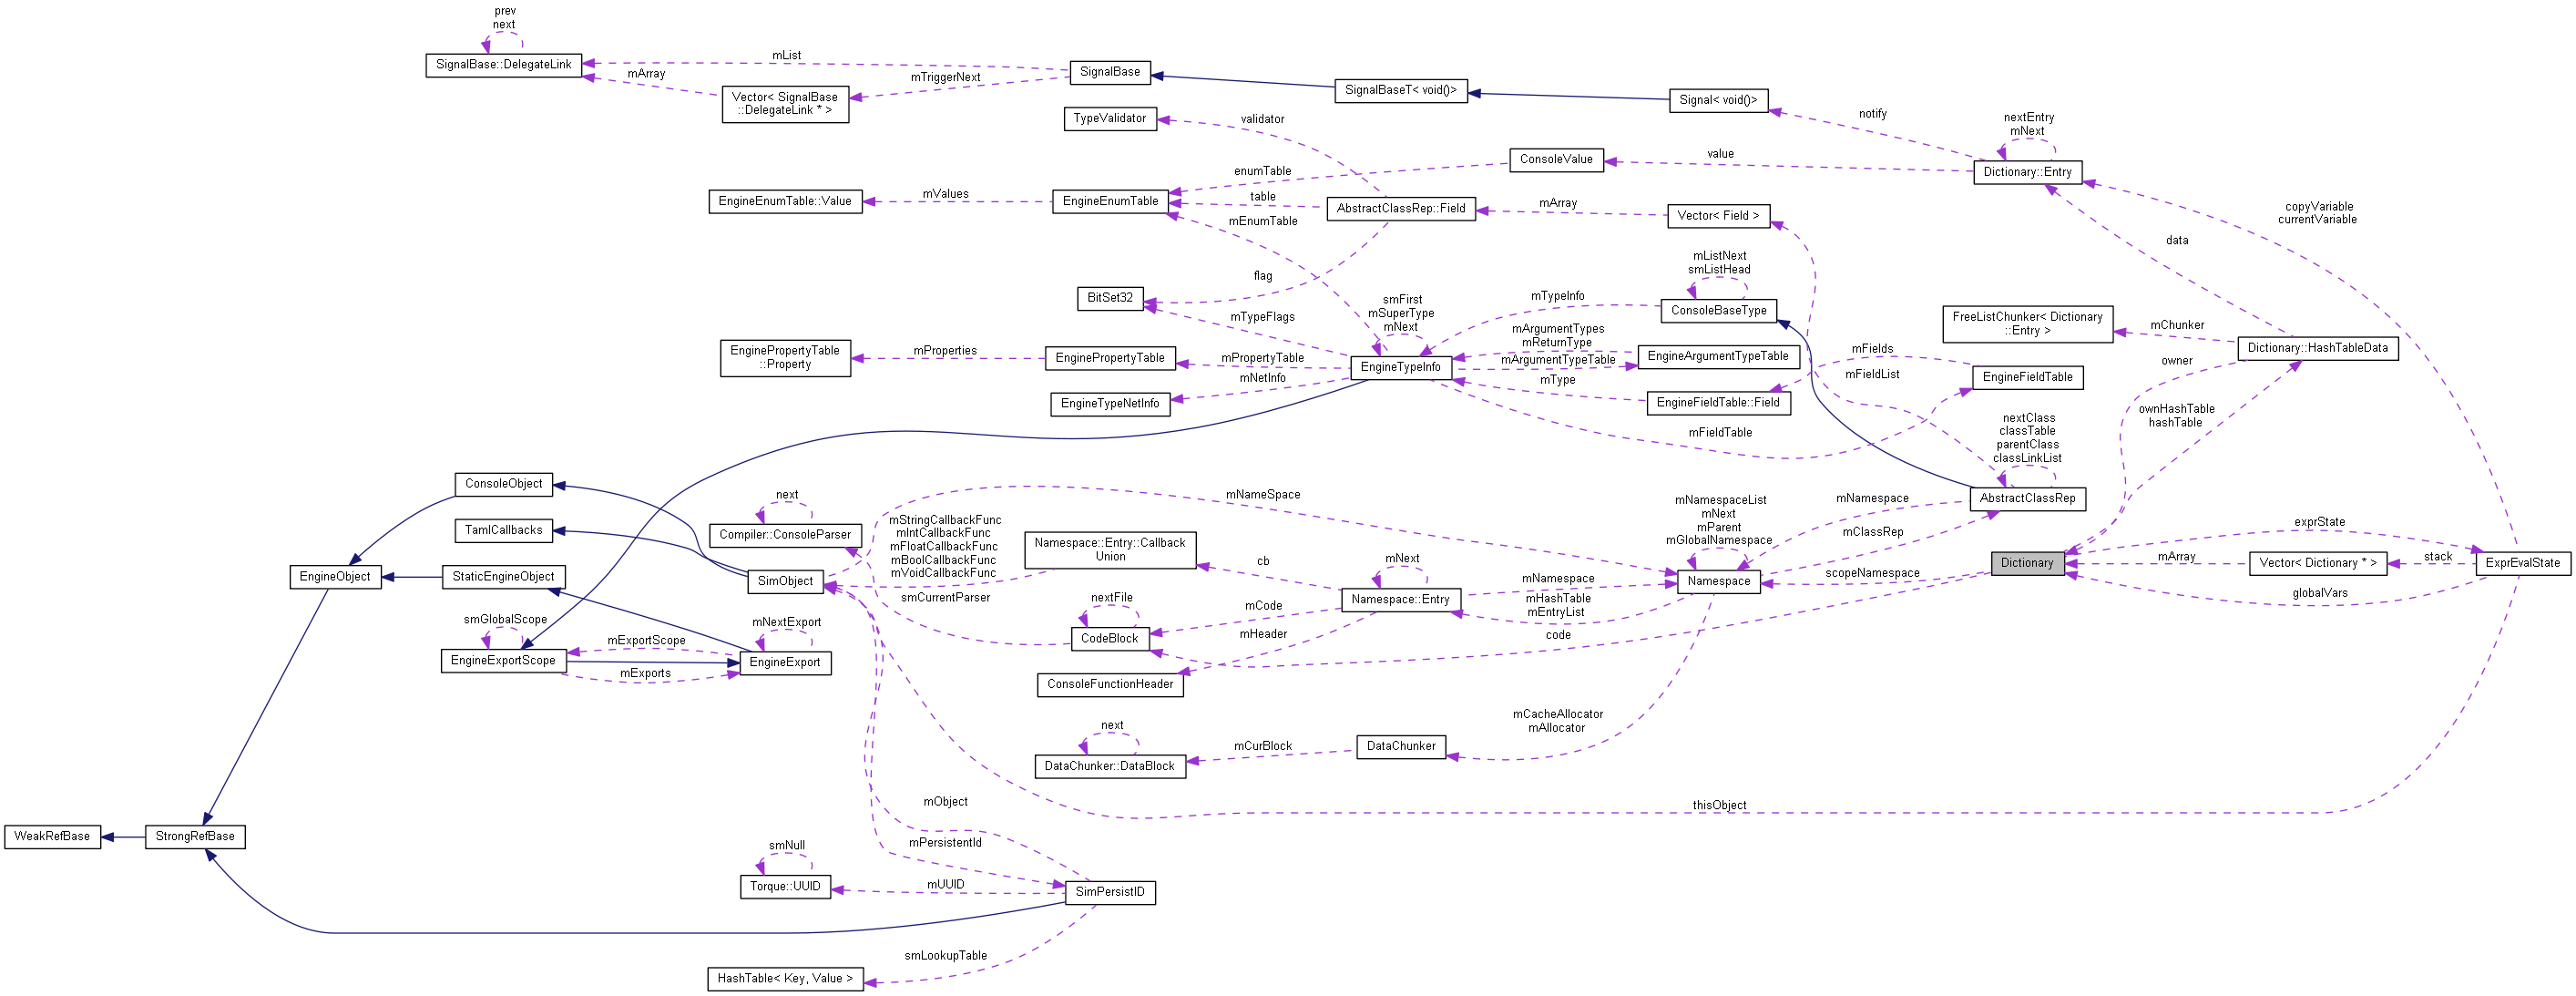 prev
next
SignalBase::DelegateLink
mList
mArray
Vector< SignalBase
::DelegateLink * >
mTriggerNext
SignalBase
SignalBaseT< void()>
Signal< void()>
notify
nextEntry
mNext
Dictionary::Entry
TypeValidator
validator
ConsoleValue
value
enumTable
EngineEnumTable::Value
mValues
EngineEnumTable
table
mEnumTable
AbstractClassRep::Field
mArray
Vector< Field >
copyVariable
currentVariable
data
flag
BitSet32
mTypeFlags
mListNext
smListHead
ConsoleBaseType
mTypeInfo
smFirst
mSuperType
mNext
EngineTypeInfo
FreeListChunker< Dictionary
::Entry >
mChunker
Dictionary::HashTableData
EnginePropertyTable
::Property
mProperties
EnginePropertyTable
mPropertyTable
mArgumentTypes
mReturnType
mArgumentTypeTable
EngineArgumentTypeTable
mFields
owner
mNetInfo
EngineTypeNetInfo
mType
EngineFieldTable::Field
mFieldList
EngineFieldTable
mFieldTable
ownHashTable
hashTable
nextClass
classTable
parentClass
classLinkList
AbstractClassRep
ConsoleObject
TamlCallbacks
EngineObject
StaticEngineObject
next
Compiler::ConsoleParser
mStringCallbackFunc
mIntCallbackFunc
mFloatCallbackFunc
mBoolCallbackFunc
mVoidCallbackFunc
SimObject
smCurrentParser
mNameSpace
Namespace::Entry::Callback
Union
cb
mNext
Namespace::Entry
mNamespace
mHashTable
mEntryList
mNamespaceList
mNext
mParent
mGlobalNamespace
Namespace
mNamespace
mClassRep
scopeNamespace
Dictionary
exprState
mArray
Vector< Dictionary * >
stack
ExprEvalState
globalVars
nextFile
CodeBlock
mCode
mHeader
code
ConsoleFunctionHeader
smGlobalScope
EngineExportScope
mExportScope
mExports
mNextExport
EngineExport
next
DataChunker::DataBlock
mCurBlock
DataChunker
mCacheAllocator
mAllocator
thisObject
mObject
WeakRefBase
StrongRefBase
mPersistentId
smNull
Torque::UUID
mUUID
SimPersistID
smLookupTable
HashTable< Key, Value >